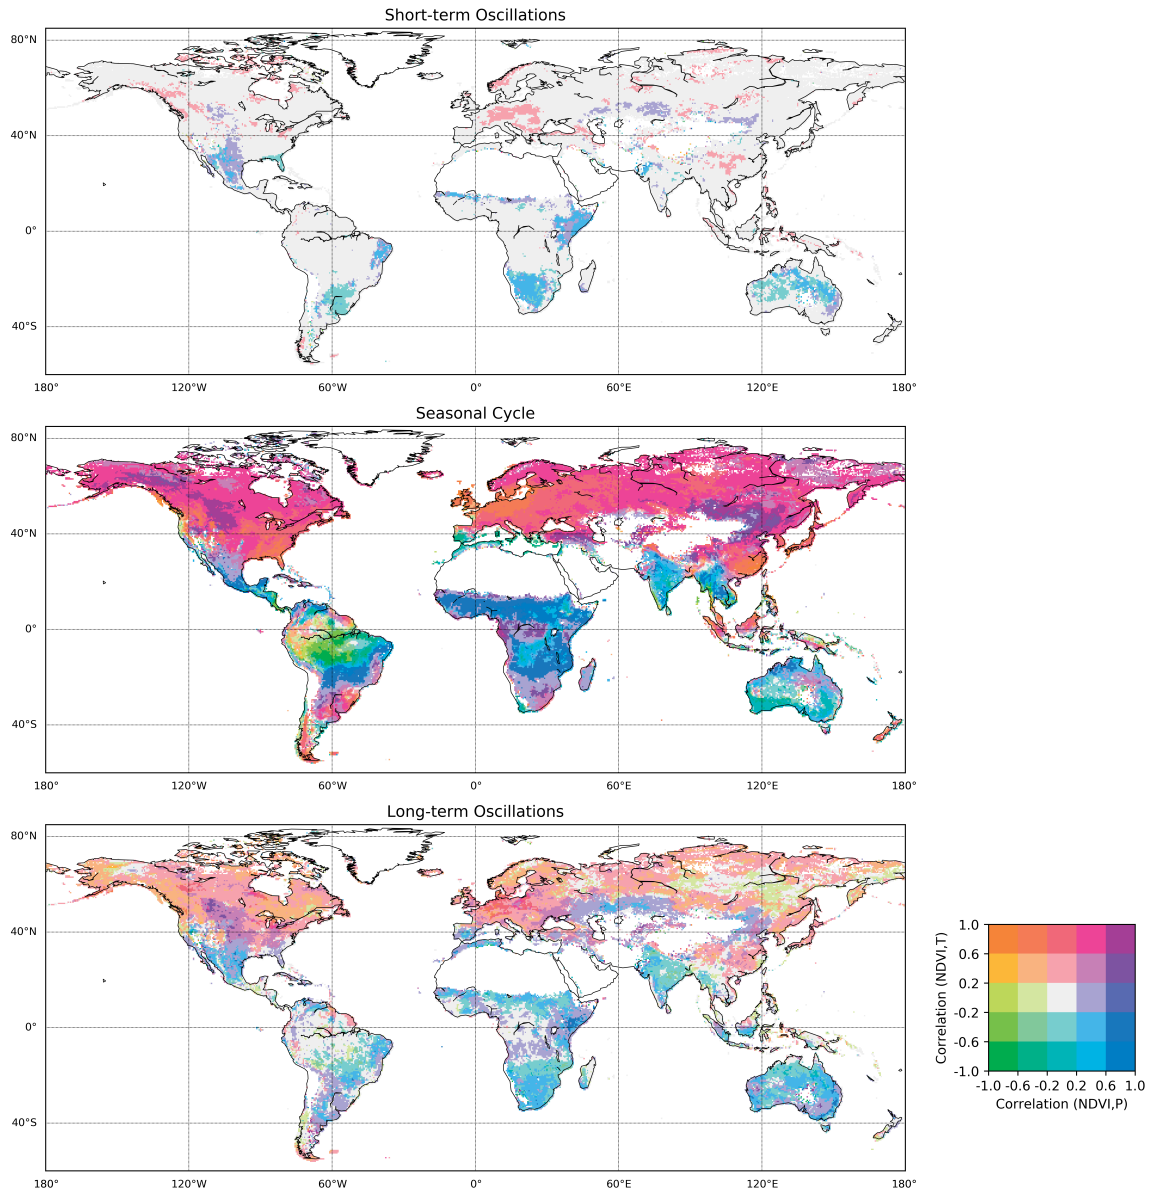 Short-term Oscillations
80°N
40°N
0°
40°S
180° 120°W 60°W 0° 60°E 120°E 180°
Seasonal Cycle
80°N
40°N
0°
40°S
180° 120°W 60°W 0° 60°E 120°E 180°
Long-term Oscillations
80°N
40°N
0°
40°S
180° 120°W 60°W 0° 60°E 120°E 180°
Correlation (NDVI,T)
1.0
0.6
0.2
-0.2
-0.6
-1.0
-1.0 -0.6 -0.2 0.2 0.6 1.0
Correlation (NDVI,P)